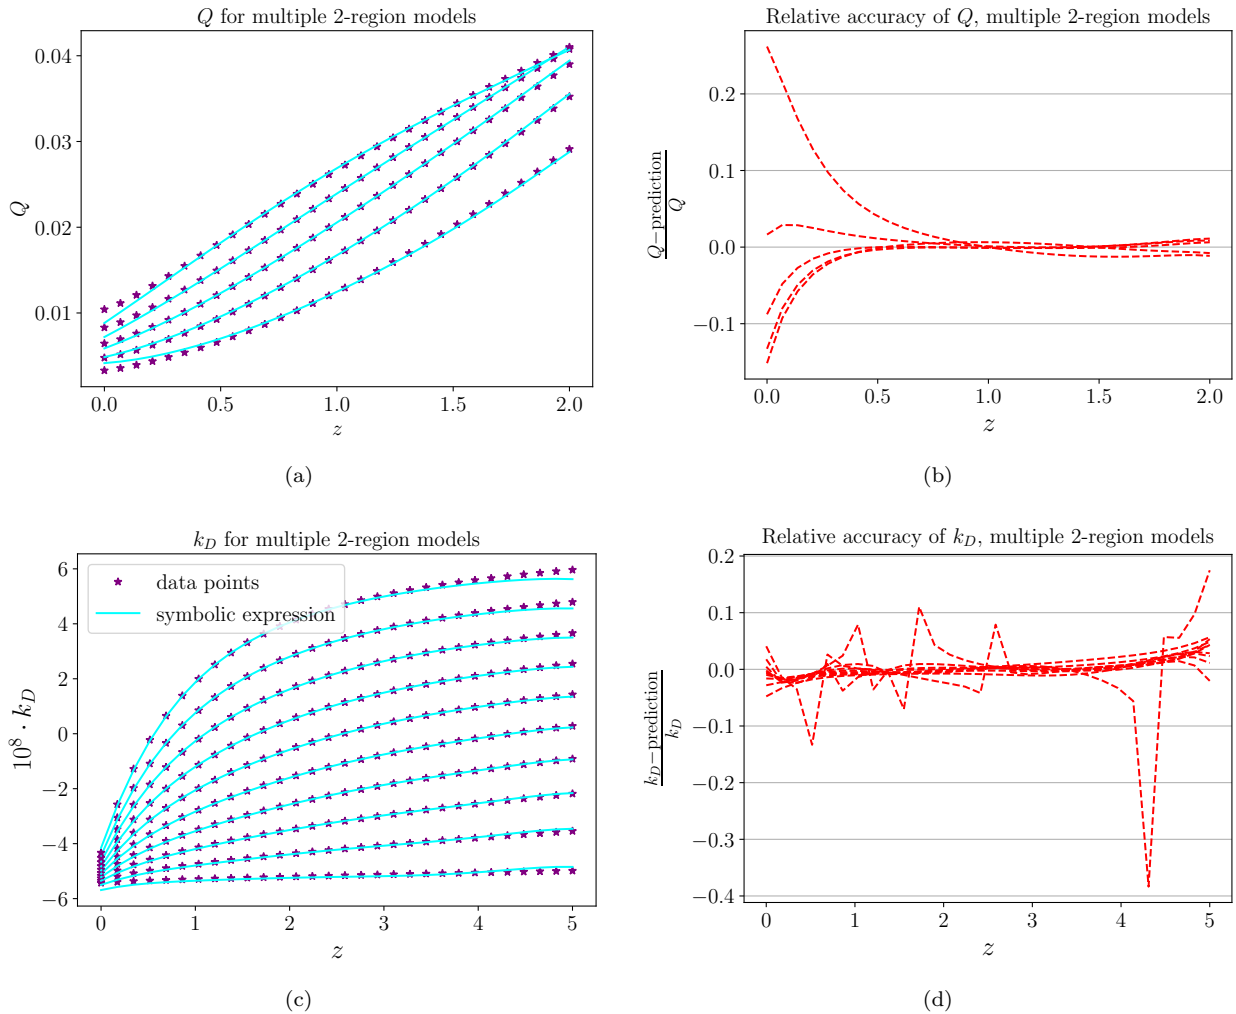 Q for multiple 2-region models
0.04
0.03
0.02
0.01
Q
0.0 0.5 1.0 1.5 2.0
z
(a)
Relative accuracy of Q, multiple 2-region models
0.2
0.1
0.0
−0.1
Q−prediction
Q
0.0 0.5 1.0 1.5 2.0
z
(b)
k_D for multiple 2-region models
data points
symbolic expression
6
4
2
0
−2
−4
−6
10^8 · k_D
0 1 2 3 4 5
z
(c)
Relative accuracy of k_D, multiple 2-region models
0.2
0.1
0.0
−0.1
−0.2
−0.3
−0.4
k_D−prediction
k_D
0 1 2 3 4 5
z
(d)